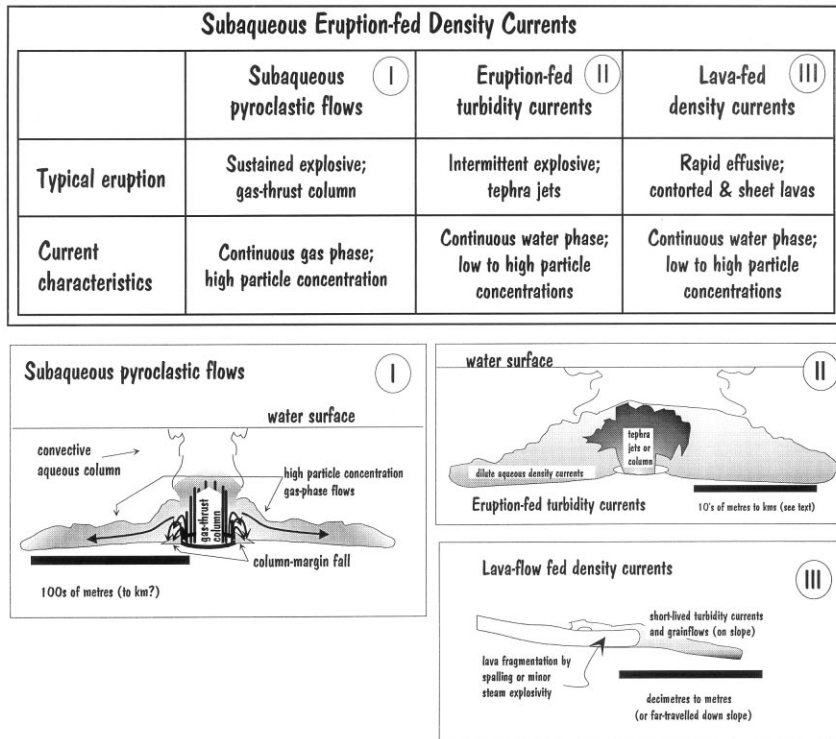 Subaqueous Eruption-fed Density Currents
Subaqueous pyroclastic flows I
Eruption-fed turbidity currents II
Lava-fed density currents III
Typical eruption
Sustained explosive;
gas-thrust column
Intermittent explosive;
tephra jets
Rapid effusive;
contorted & sheet lavas
Current
characteristics
Continuous gas phase;
high particle concentration
Continuous water phase;
low to high particle
concentrations
Continuous water phase;
low to high particle
concentrations
Subaqueous pyroclastic flows
I
water surface
convective
aqueous column
high particle concentration
gas-phase flows
gas-thrust
column
column-margin fall
100s of metres (to km?)
water surface
II
tephra
jets or
column
dilute aqueous density currents
Eruption-fed turbidity currents
10's of metres to kms (see text)
Lava-flow fed density currents
III
short-lived turbidity currents
and grainflows (on slope)
lava fragmentation by
spalling or minor
steam explosivity
decimetres to metres
(or far-travelled down slope)